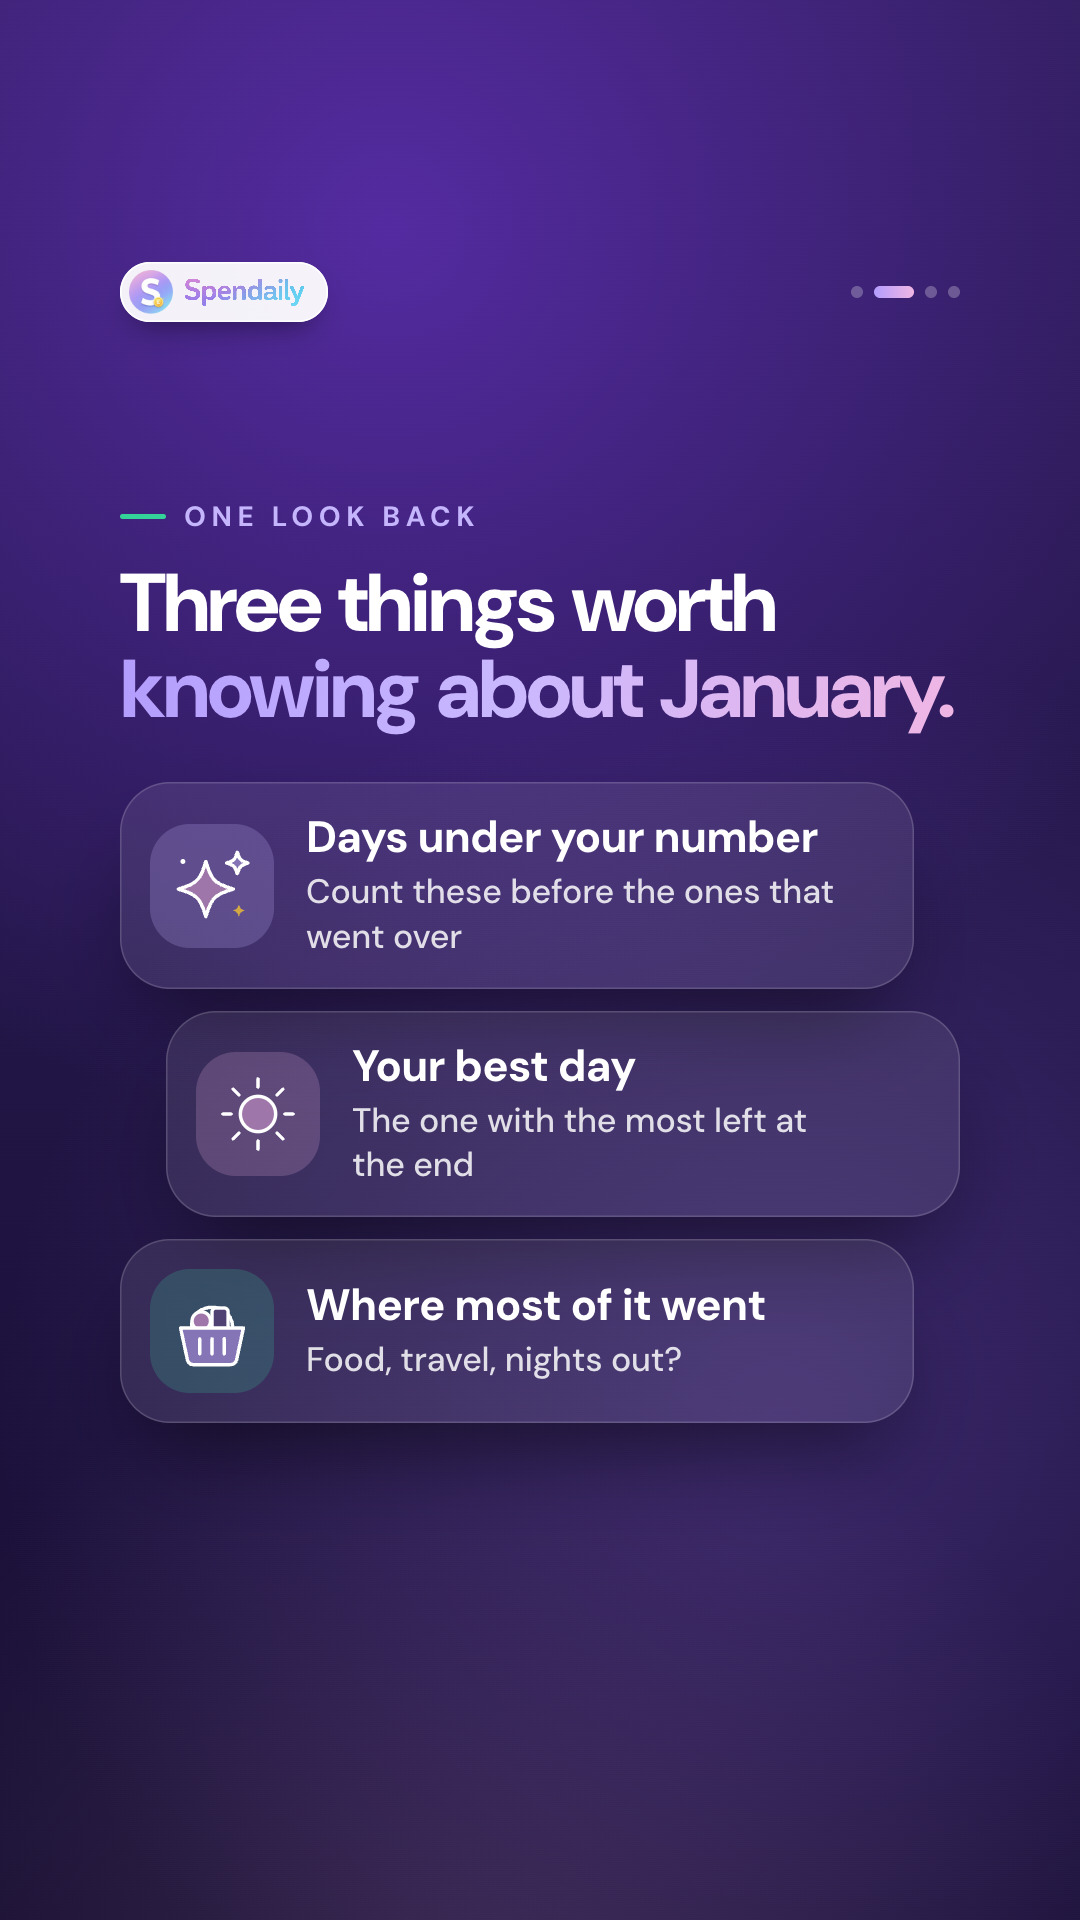 Spendaily
ONE LOOK BACK
Three things worth
knowing about January.
Days under your number
Count these before the ones that
went over
Your best day
The one with the most left at
the end
Where most of it went
Food, travel, nights out?